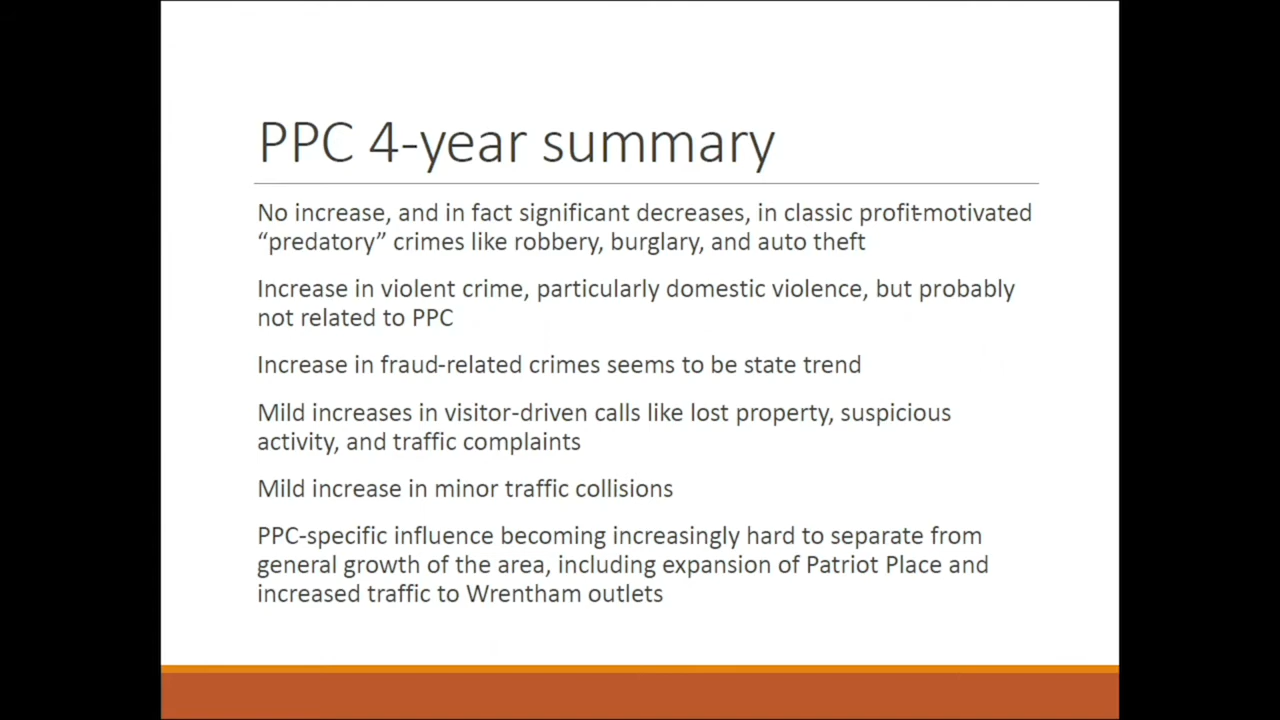 PPC 4-year summary
No increase, and in fact significant decreases, in classic profit-motivated
“predatory” crimes like robbery, burglary, and auto theft
Increase in violent crime, particularly domestic violence, but probably
not related to PPC
Increase in fraud-related crimes seems to be state trend
Mild increases in visitor-driven calls like lost property, suspicious
activity, and traffic complaints
Mild increase in minor traffic collisions
PPC-specific influence becoming increasingly hard to separate from
general growth of the area, including expansion of Patriot Place and
increased traffic to Wrentham outlets